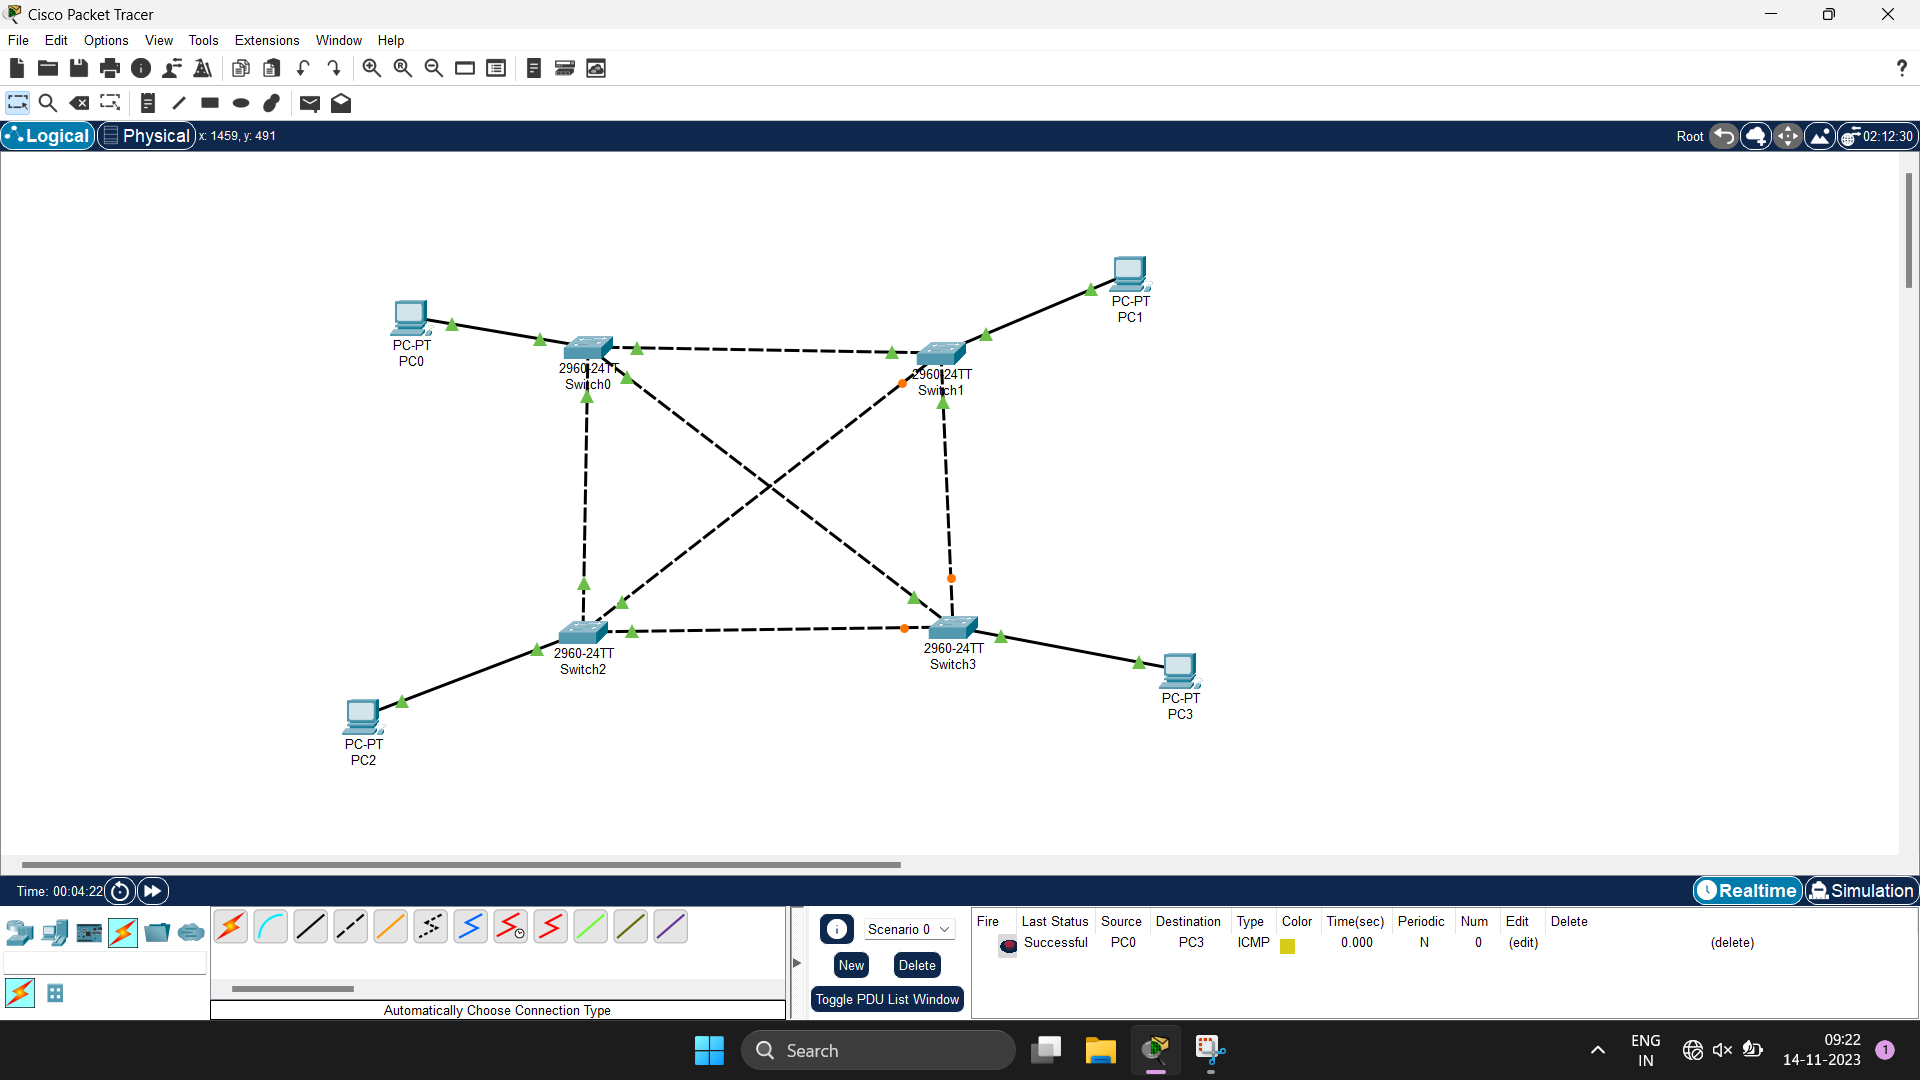 Cisco Packet Tracer
File Edit Options View Tools Extensions Window Help
?
Logical Physical x: 1459, y: 491 Root 02:12:30
PC-PT
PC1
PC-PT
PC0
2960-24TT
Switch0
2960-24TT
Switch1
2960-24TT
Switch2
2960-24TT
Switch3
PC-PT
PC3
PC-PT
PC2
Time: 00:04:22 Realtime Simulation
Scenario 0
New Delete
Toggle PDU List Window
Fire Last Status Source Destination Type Color Time(sec) Periodic Num Edit Delete
Successful PC0 PC3 ICMP 0.000 N 0 (edit) (delete)
Automatically Choose Connection Type
Search
ENG
IN
09:22
14-11-2023
1